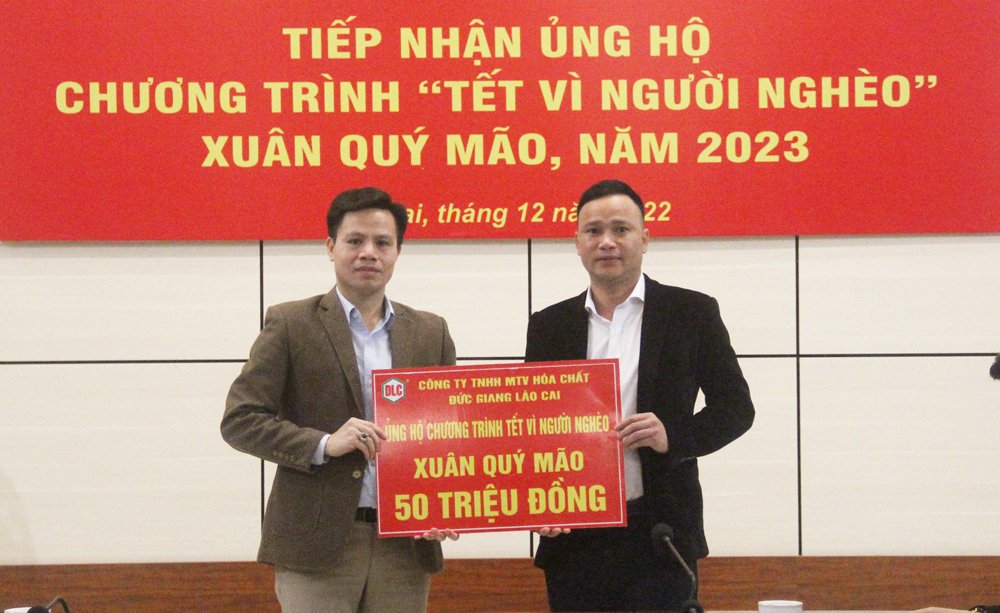 TIẾP NHẬN ỦNG HỘ
CHƯƠNG TRÌNH “TẾT VÌ NGƯỜI NGHÈO”
XUÂN QUÝ MÃO, NĂM 2023
tháng 12
DLC
CÔNG TY TNHH MTV HÓA CHẤT
ĐỨC GIANG LÀO CAI
ỦNG HỘ CHƯƠNG TRÌNH TẾT VÌ NGƯỜI NGHÈO
XUÂN QUÝ MÃO
50 TRIỆU ĐỒNG